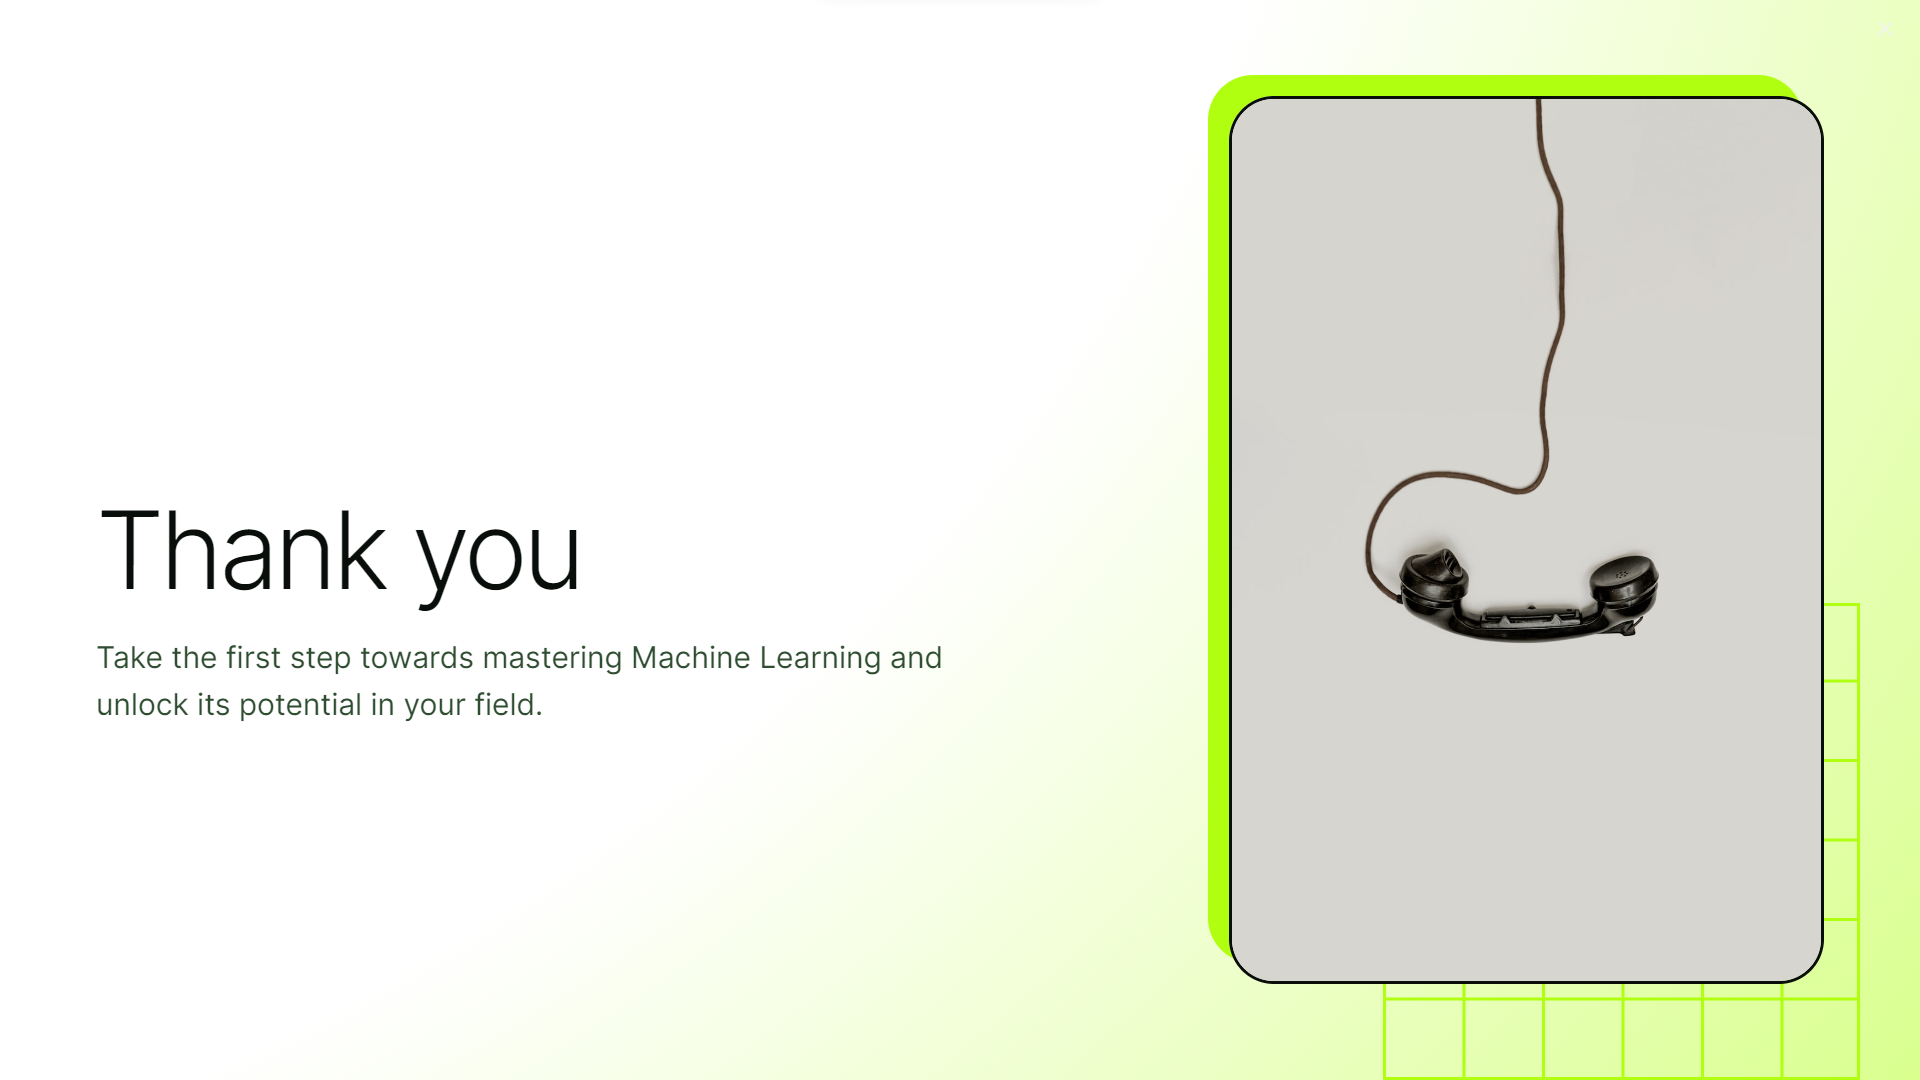 Thank you
Take the first step towards mastering Machine Learning and
unlock its potential in your field.